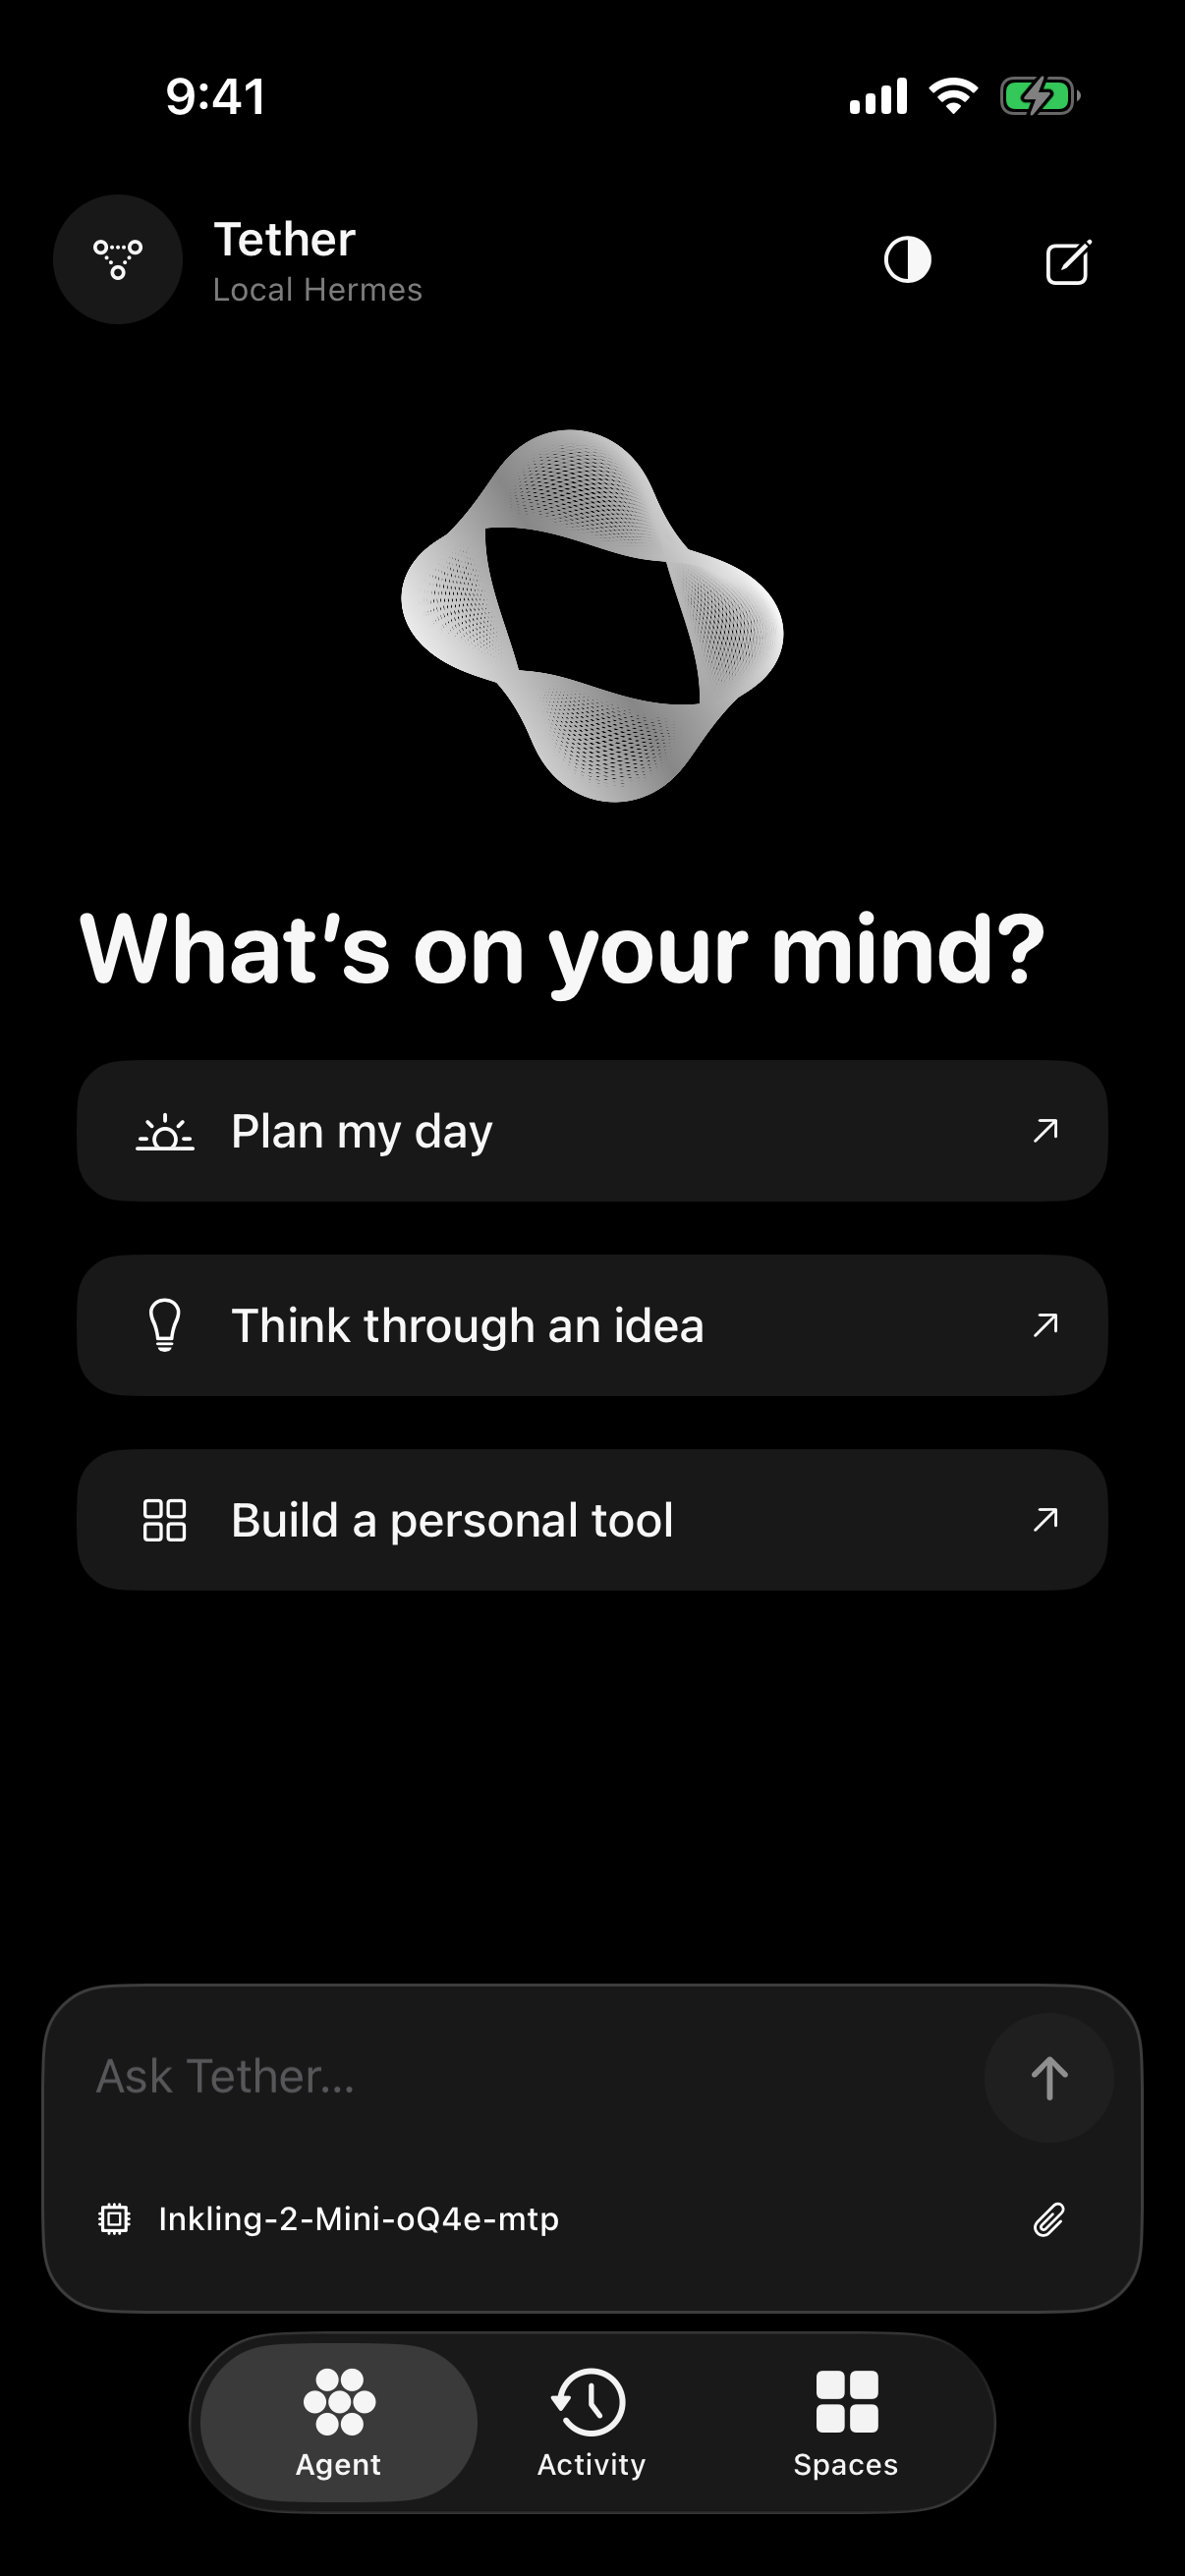 9:41
Tether
Local Hermes
What’s on your mind?
Plan my day
Think through an idea
Build a personal tool
Ask Tether...
Inkling-2-Mini-oQ4e-mtp
Agent
Activity
Spaces